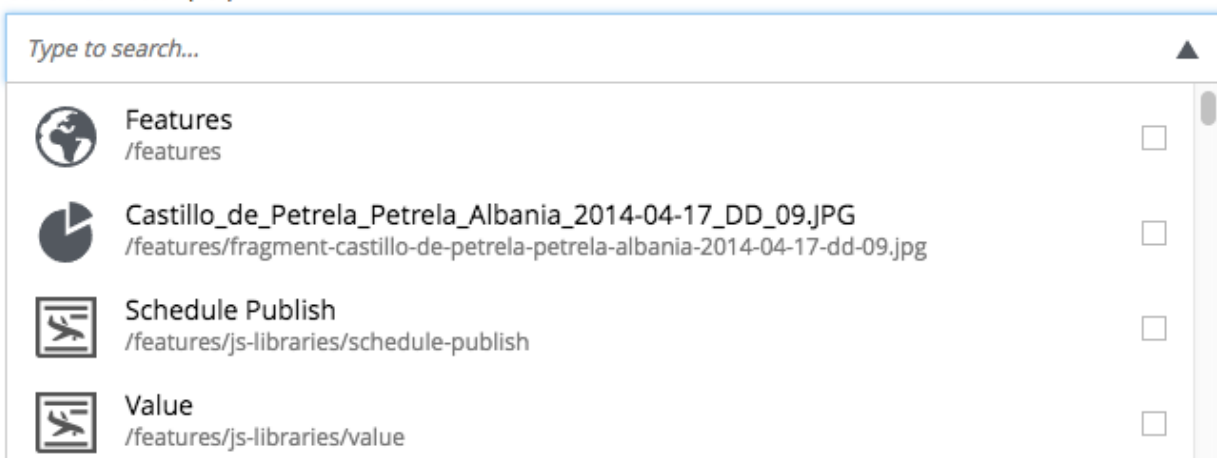 Type to search...
Features
/features
Castillo_de_Petrela_Petrela_Albania_2014-04-17_DD_09.JPG
/features/fragment-castillo-de-petrela-petrela-albania-2014-04-17-dd-09.jpg
Schedule Publish
/features/js-libraries/schedule-publish
Value
/features/js-libraries/value